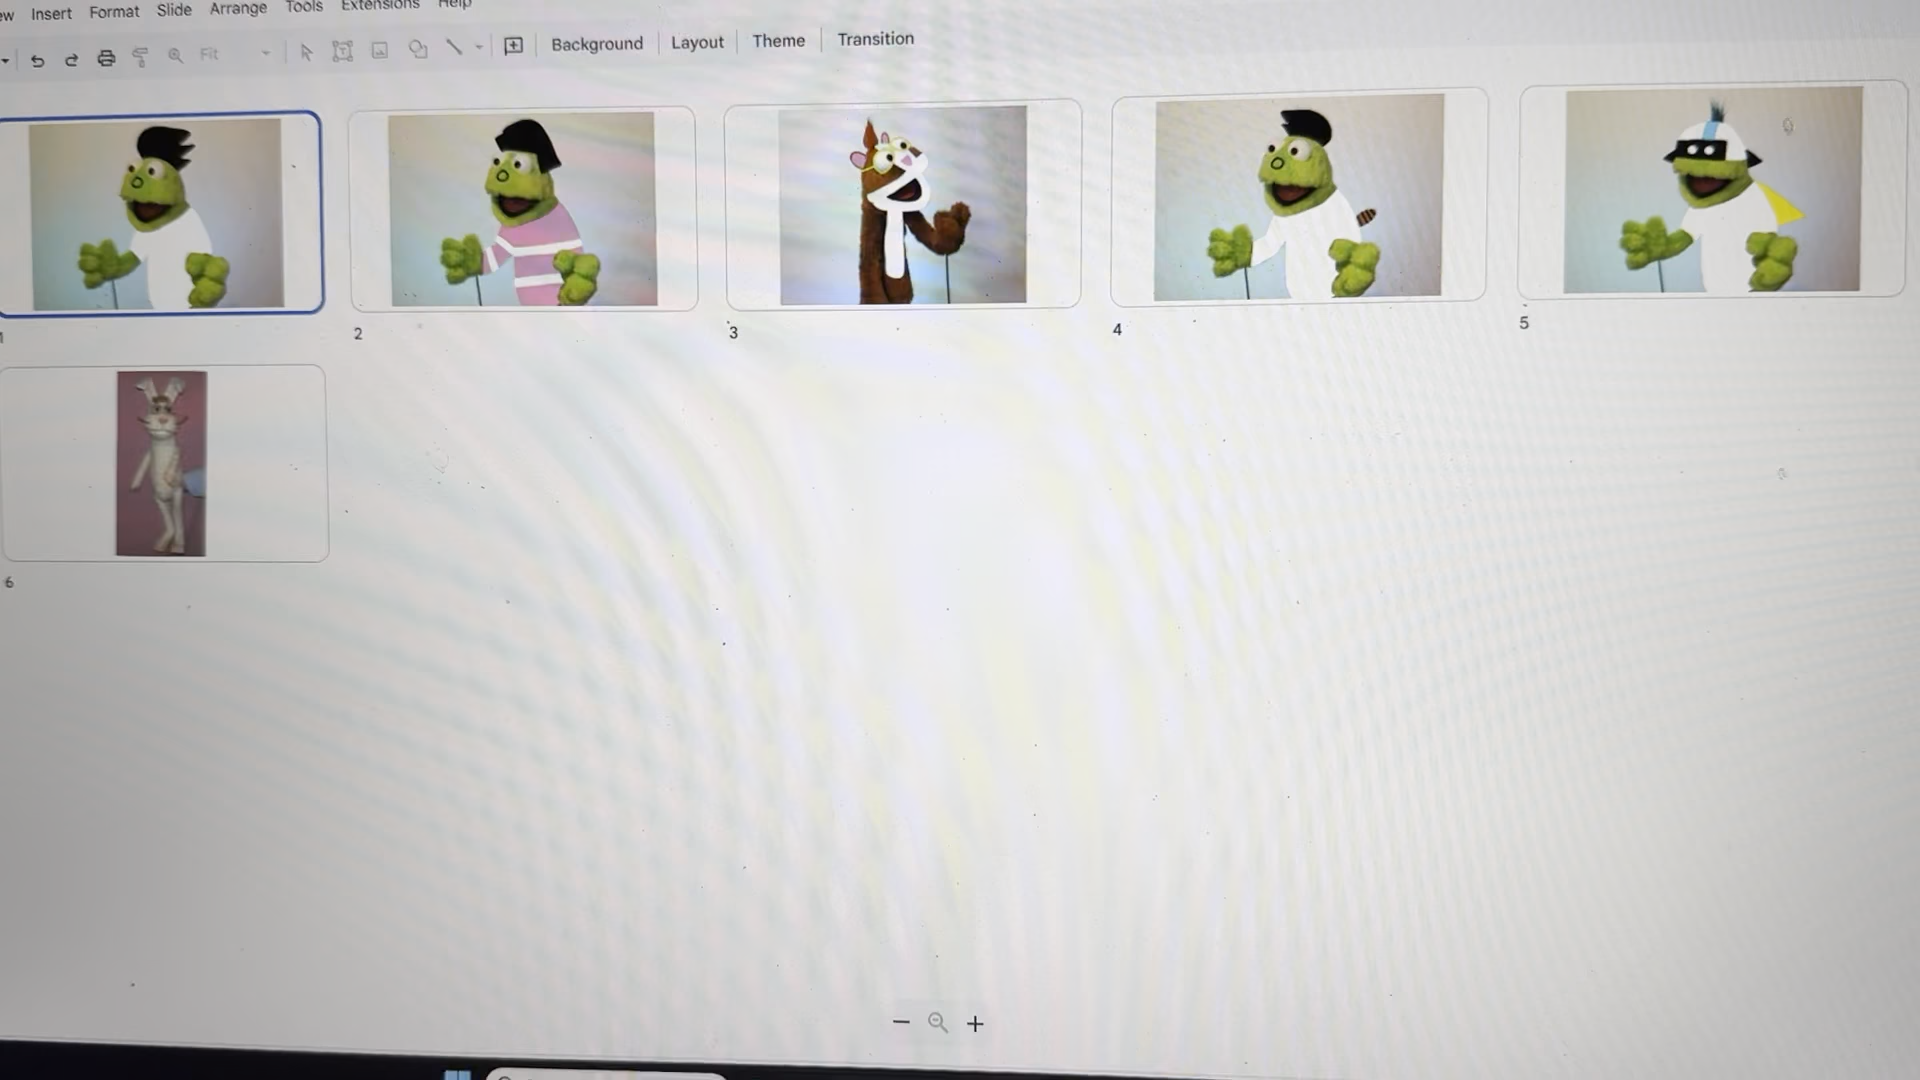 ew Insert Format Slide Arrange Tools Extensions Help
Fit Background Layout Theme Transition
1 2 3 4 5
6